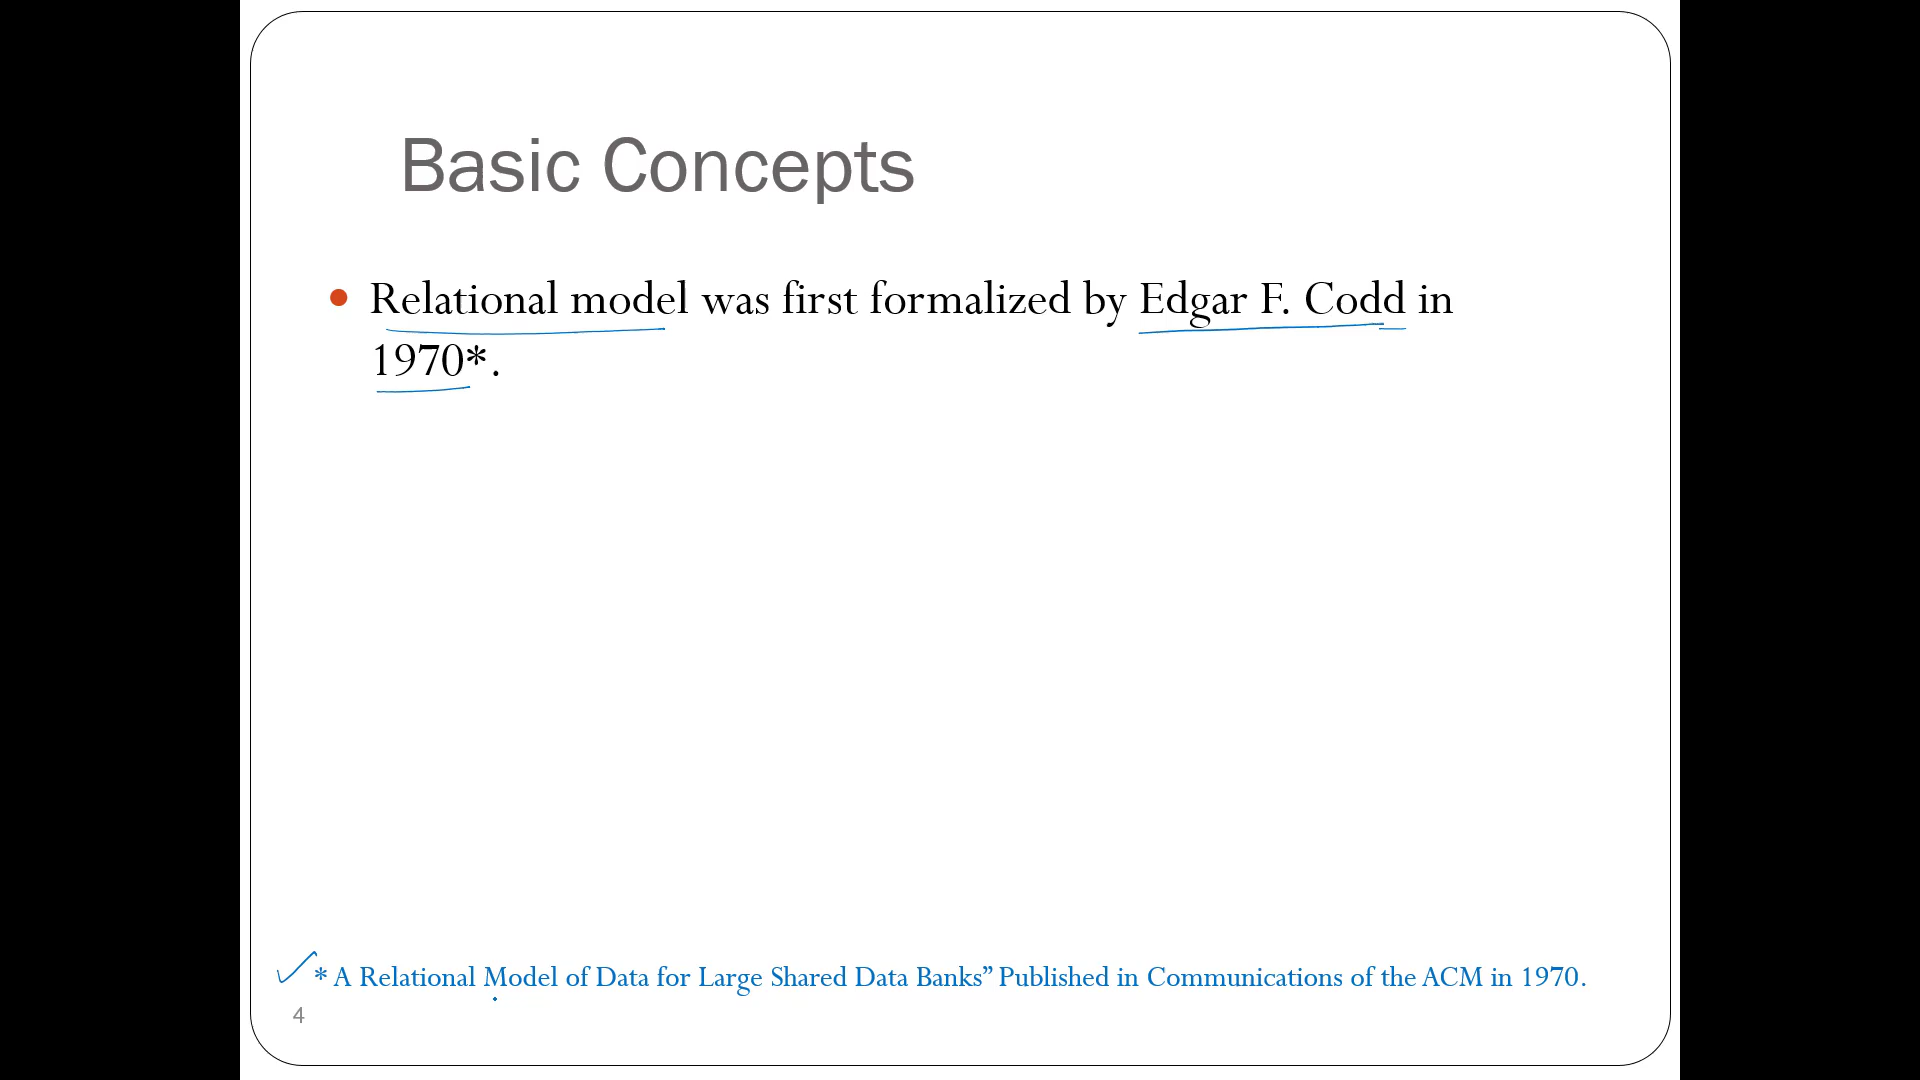 Basic Concepts
• Relational model was first formalized by Edgar F. Codd in
1970*.
* A Relational Model of Data for Large Shared Data Banks” Published in Communications of the ACM in 1970.
4